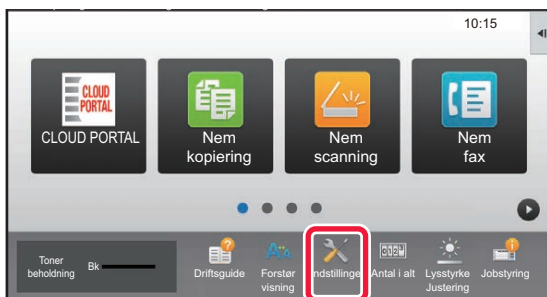 10:15
CLOUD
PORTAL
CLOUD PORTAL
Nem
kopiering
Nem
scanning
Nem
fax
Toner
beholdning
Bk
Driftsguide
Forstør
visning
Indstillinger
Antal i alt
Lysstyrke
Justering
Jobstyring